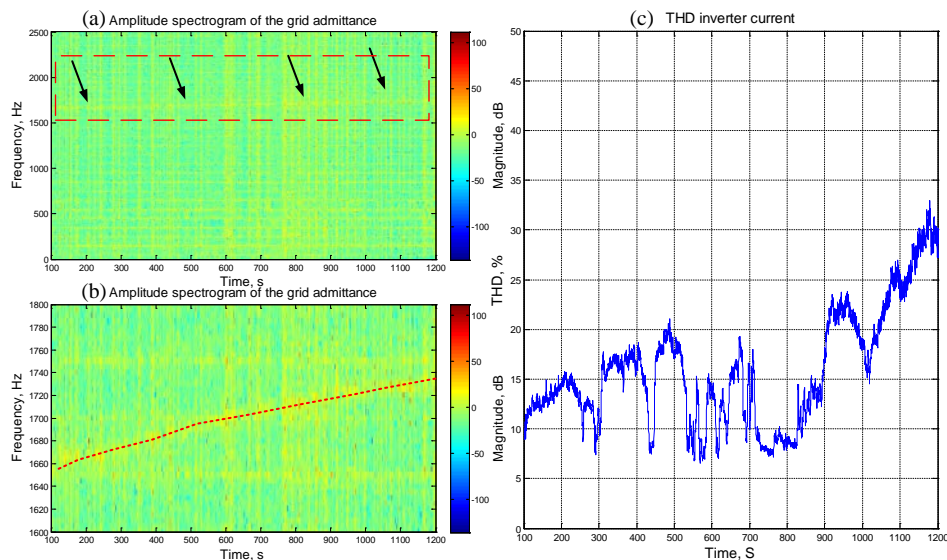 (a) Amplitude spectrogram of the grid admittance
2500
2000
1500
1000
500
0
Frequency, Hz
100 200 300 400 500 600 700 800 900 1000 1100 1200
Time, s
100
50
0
-50
-100
Magnitude, dB
(b) Amplitude spectrogram of the grid admittance
1800
1780
1760
1740
1720
1700
1680
1660
1640
1620
1600
Frequency, Hz
100 200 300 400 500 600 700 800 900 1000 1100 1200
Time, s
100
50
0
-50
-100
Magnitude, dB
(c) THD inverter current
50
45
40
35
30
25
20
15
10
5
0
THD, %
100 200 300 400 500 600 700 800 900 1000 1100 1200
Time, S